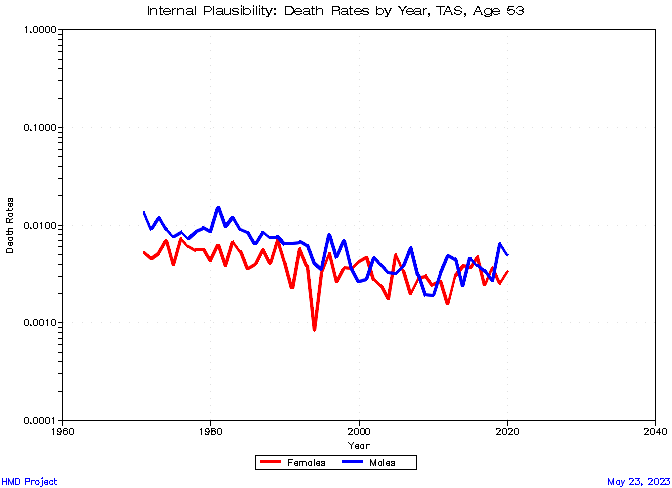 Internal Plausibility: Death Rates by Year, TAS, Age 53
1.0000
0.1000
0.0100
0.0010
0.0001
Death Rates
1960
1980
2000
2020
2040
Year
Females
Males
HMD Project
May 23, 2023